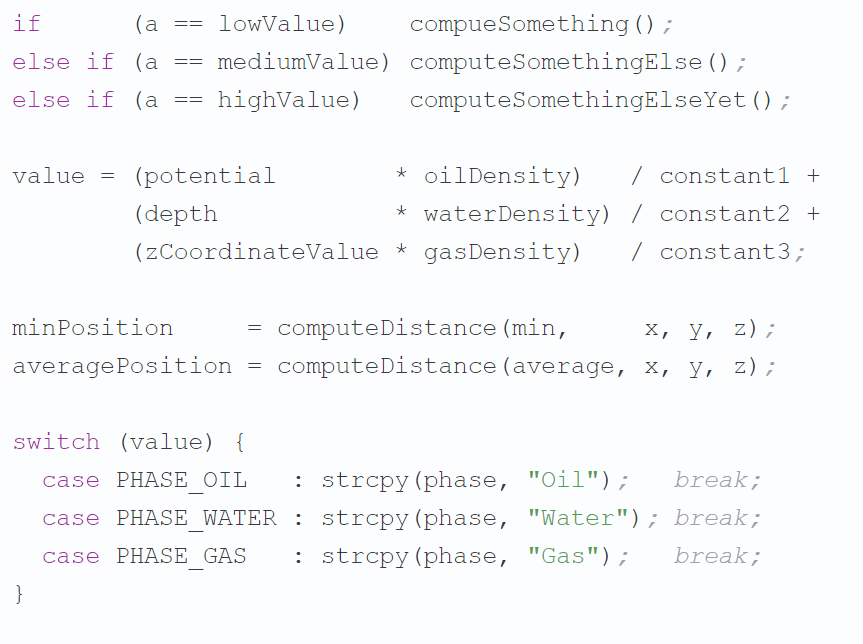 if      (a == lowValue)    compueSomething();
else if (a == mediumValue) computeSomethingElse();
else if (a == highValue)   computeSomethingElseYet();

value = (potential        * oilDensity)   / constant1 +
        (depth            * waterDensity) / constant2 +
        (zCoordinateValue * gasDensity)   / constant3;

minPosition     = computeDistance(min,     x, y, z);
averagePosition = computeDistance(average, x, y, z);

switch (value) {
  case PHASE_OIL   : strcpy(phase, "Oil");   break;
  case PHASE_WATER : strcpy(phase, "Water"); break;
  case PHASE_GAS   : strcpy(phase, "Gas");   break;
}